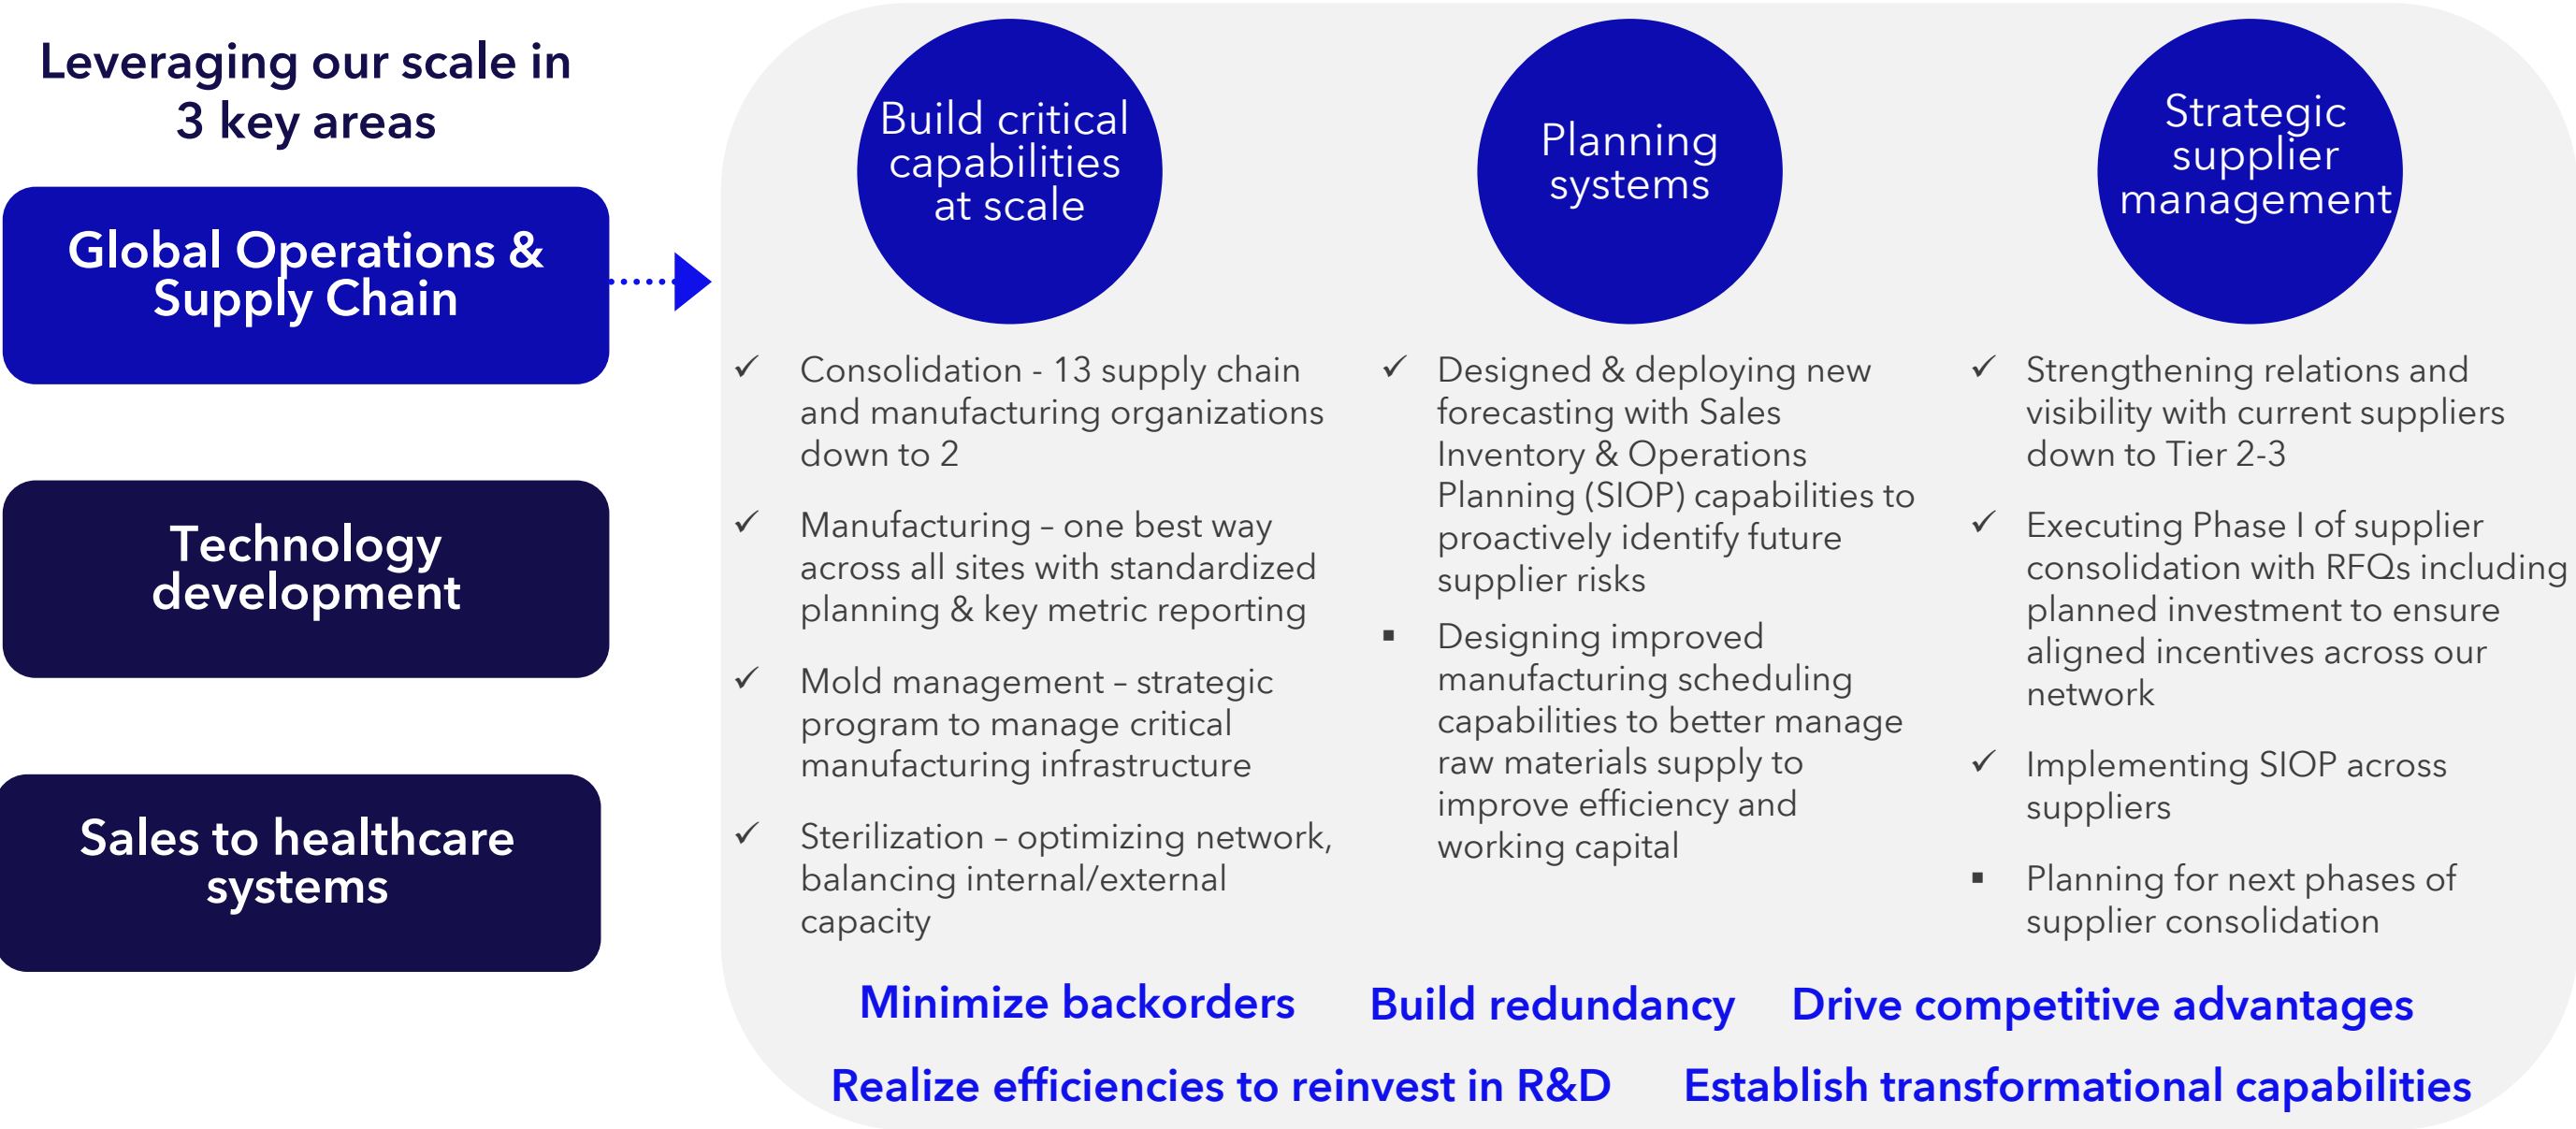 Leveraging our scale in
3 key areas
Global Operations &
Supply Chain
Technology
development
Sales to healthcare
systems
Build critical
capabilities
at scale
✓ Consolidation - 13 supply chain
and manufacturing organizations
down to 2
✓ Manufacturing – one best way
across all sites with standardized
planning & key metric reporting
✓ Mold management – strategic
program to manage critical
manufacturing infrastructure
✓ Sterilization – optimizing network,
balancing internal/external
capacity
Planning
systems
✓ Designed & deploying new
forecasting with Sales
Inventory & Operations
Planning (SIOP) capabilities to
proactively identify future
supplier risks
▪ Designing improved
manufacturing scheduling
capabilities to better manage
raw materials supply to
improve efficiency and
working capital
Strategic
supplier
management
✓ Strengthening relations and
visibility with current suppliers
down to Tier 2-3
✓ Executing Phase I of supplier
consolidation with RFQs including
planned investment to ensure
aligned incentives across our
network
✓ Implementing SIOP across
suppliers
▪ Planning for next phases of
supplier consolidation
Minimize backorders
Build redundancy
Drive competitive advantages
Realize efficiencies to reinvest in R&D
Establish transformational capabilities